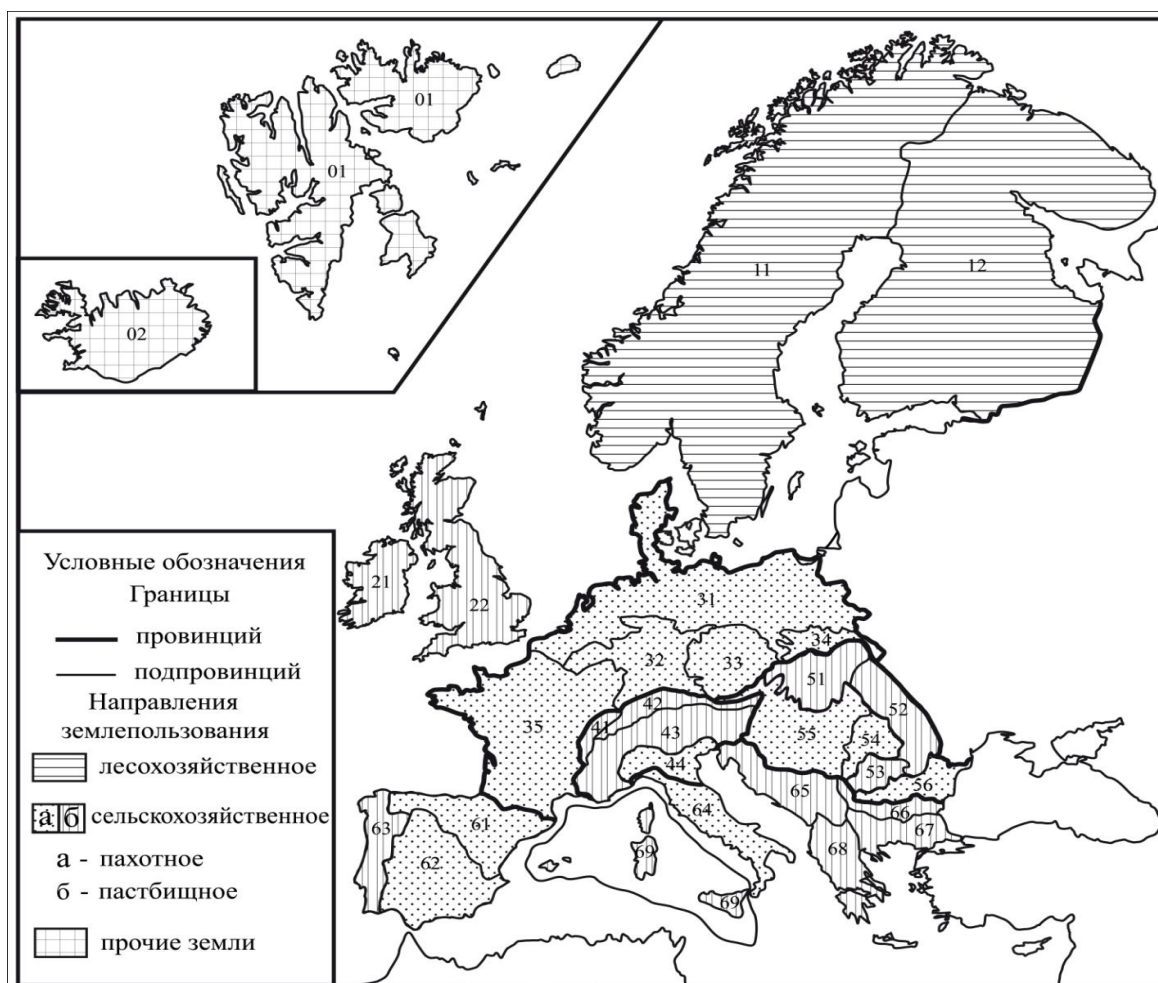 01
01
02
11
12
21
22
31
32
33
34
35
41
42
43
44
51
52
53
54
55
56
61
62
63
64
65
66
67
68
69
69
Условные обозначения
Границы
провинций
подпровинций
Направления
землепользования
лесохозяйственное
а б сельскохозяйственное
а - пахотное
б - пастбищное
прочие земли